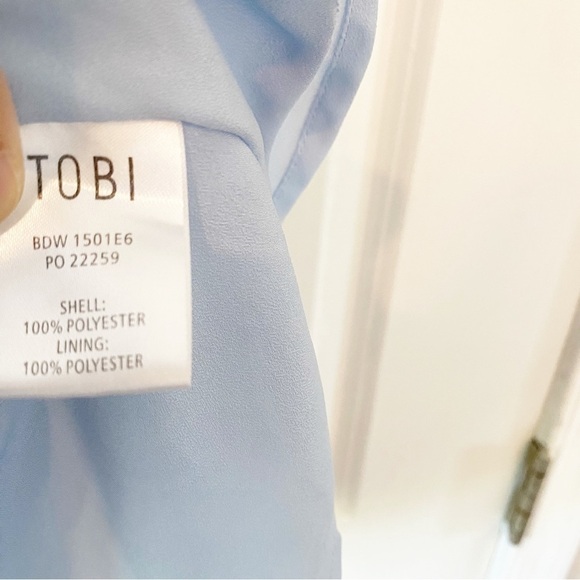 TOBI
BDW 1501E6
PO 22259
SHELL:
100% POLYESTER
LINING:
100% POLYESTER